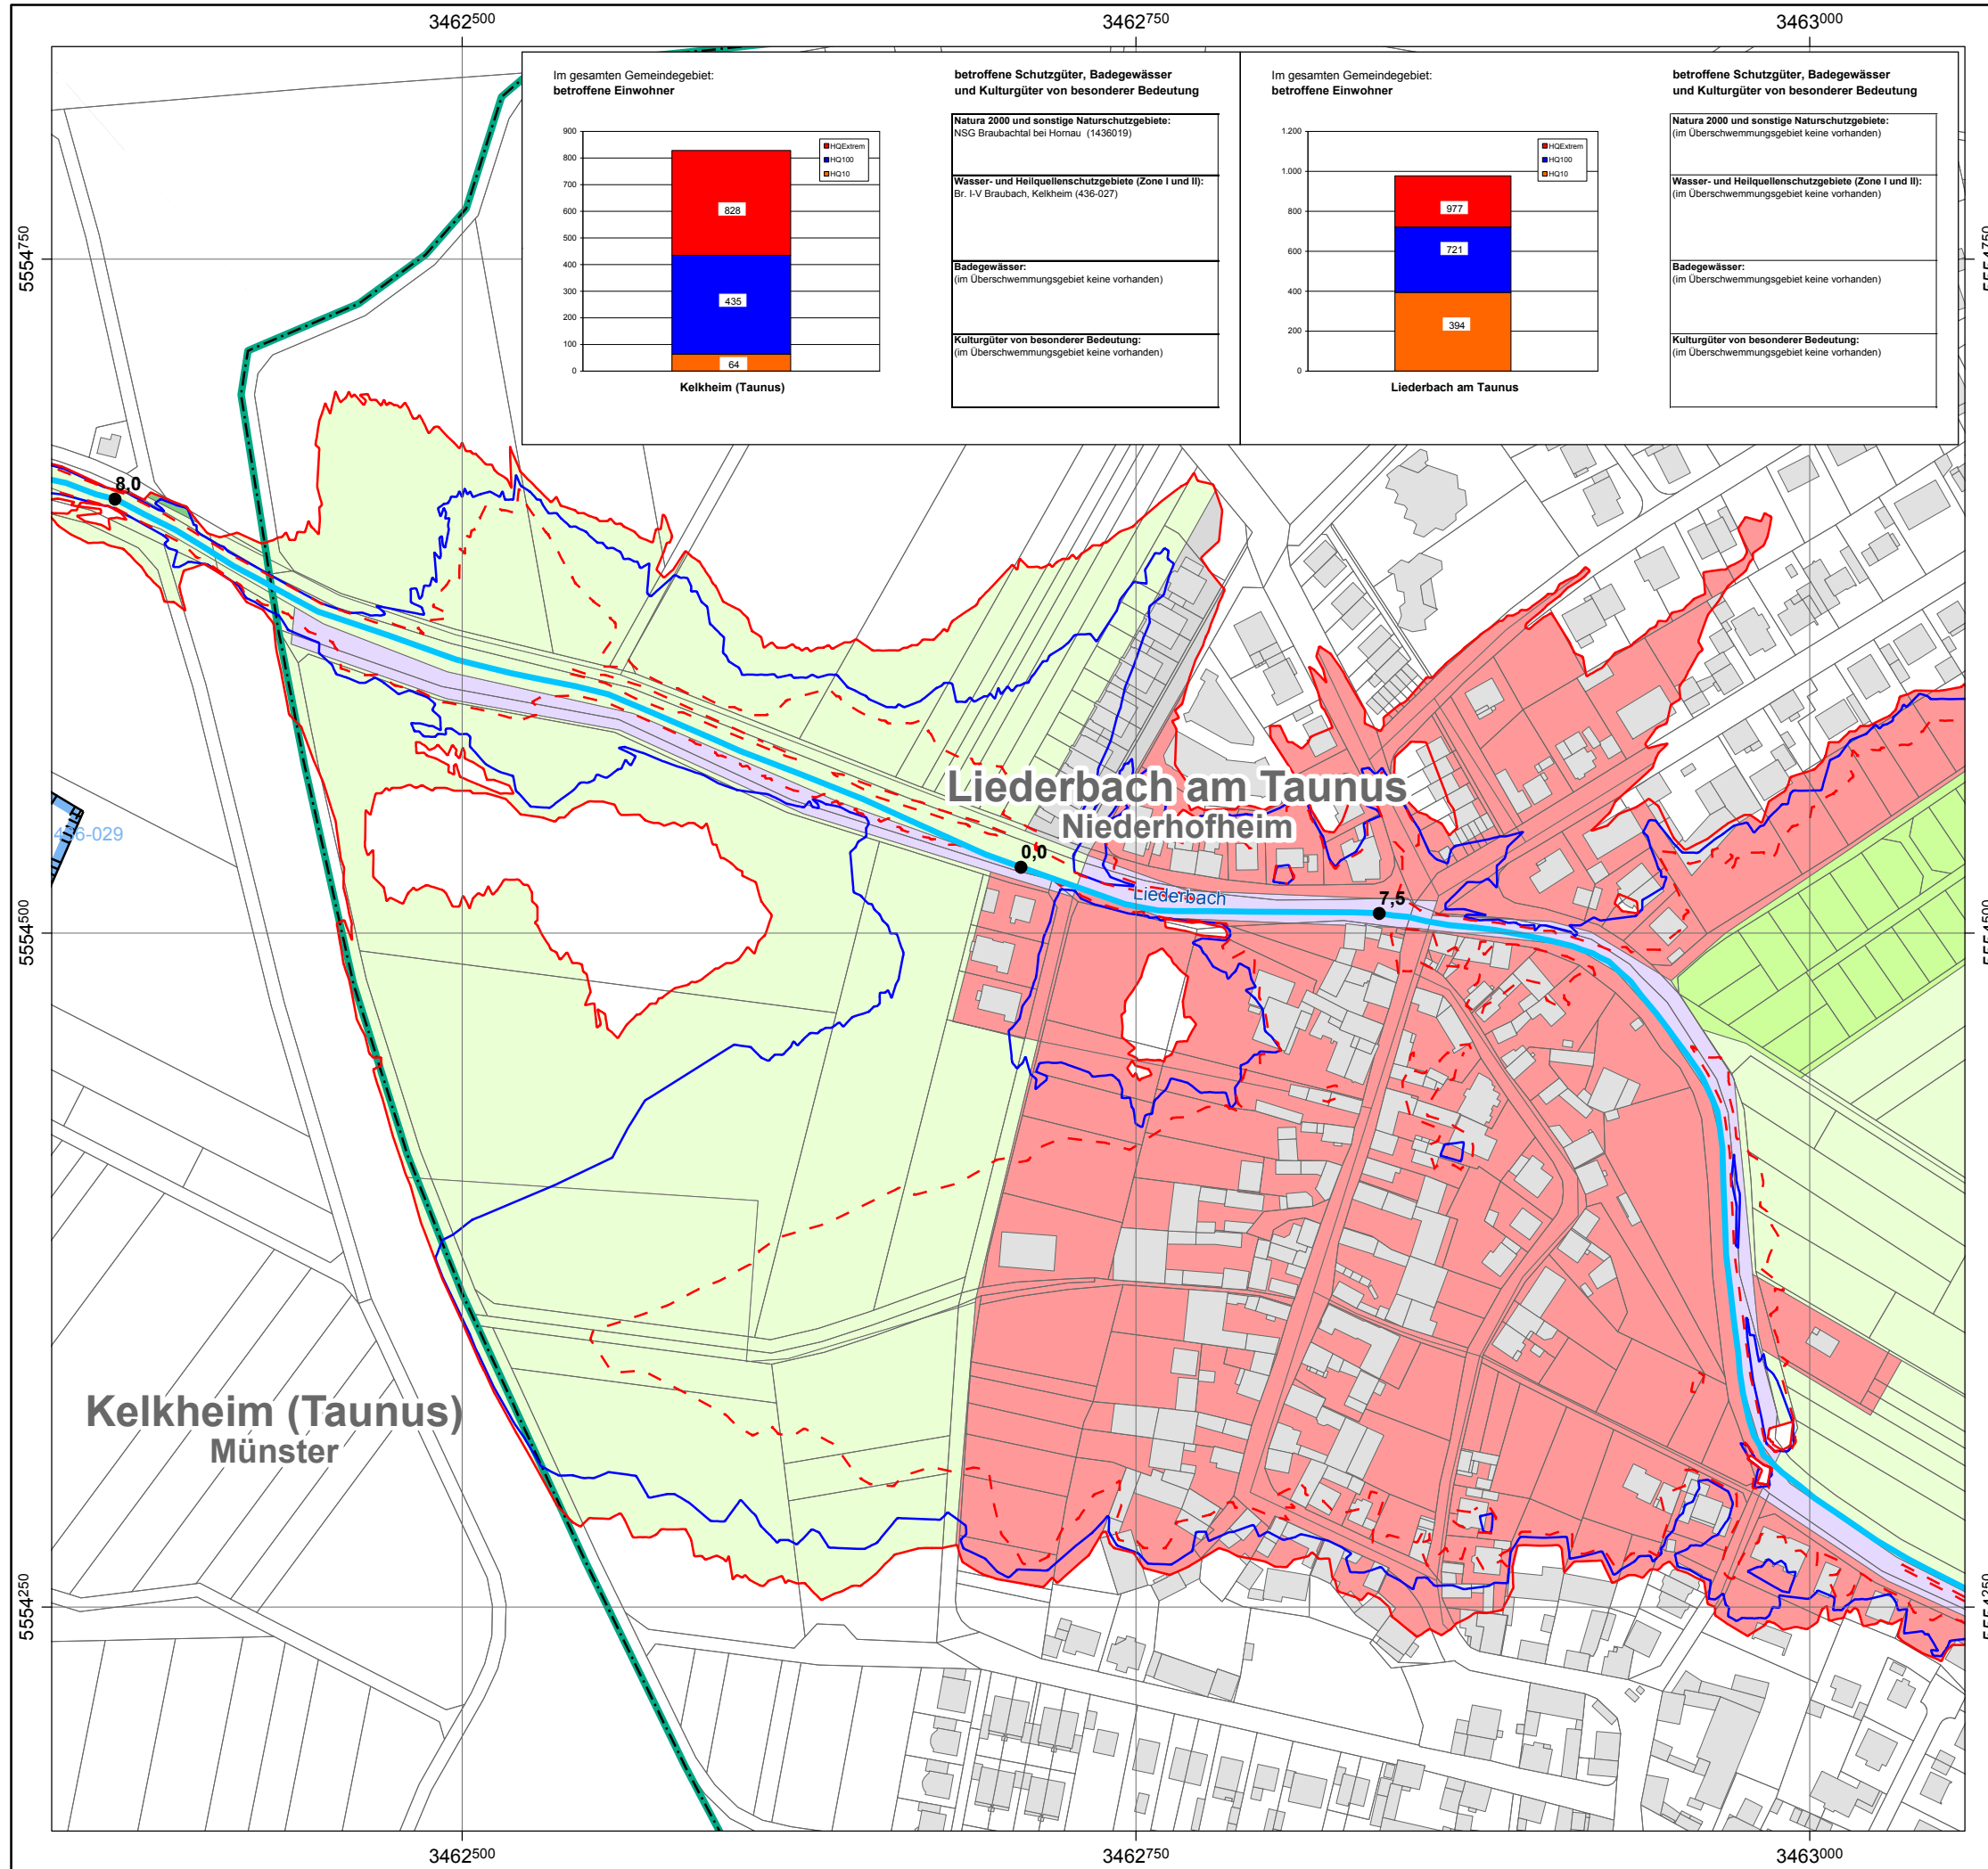 3462500 3462750 3463000
Im gesamten Gemeindegebiet:
betroffene Einwohner
betroffene Schutzgüter, Badegewässer
und Kulturgüter von besonderer Bedeutung
900
800
700
600
500
400
300
200
100
0
HQExtrem
HQ100
HQ10
828
435
64
Kelkheim (Taunus)
Natura 2000 und sonstige Naturschutzgebiete:
NSG Braubachtal bei Hornau (1436019)
Wasser- und Heilquellenschutzgebiete (Zone I und II):
Br. I-V Braubach, Kelkheim (436-027)
Badegewässer:
(im Überschwemmungsgebiet keine vorhanden)
Kulturgüter von besonderer Bedeutung:
(im Überschwemmungsgebiet keine vorhanden)
Im gesamten Gemeindegebiet:
betroffene Einwohner
betroffene Schutzgüter, Badegewässer
und Kulturgüter von besonderer Bedeutung
1.200
1.000
800
600
400
200
0
HQExtrem
HQ100
HQ10
977
721
394
Liederbach am Taunus
Natura 2000 und sonstige Naturschutzgebiete:
(im Überschwemmungsgebiet keine vorhanden)
Wasser- und Heilquellenschutzgebiete (Zone I und II):
(im Überschwemmungsgebiet keine vorhanden)
Badegewässer:
(im Überschwemmungsgebiet keine vorhanden)
Kulturgüter von besonderer Bedeutung:
(im Überschwemmungsgebiet keine vorhanden)
5554750
5554750
8,0
Liederbach am Taunus
Niederhofheim
436-029
0,0
Liederbach
7,5
5554500
5554500
Kelkheim (Taunus)
Münster
5554250
5554250
3462500 3462750 3463000